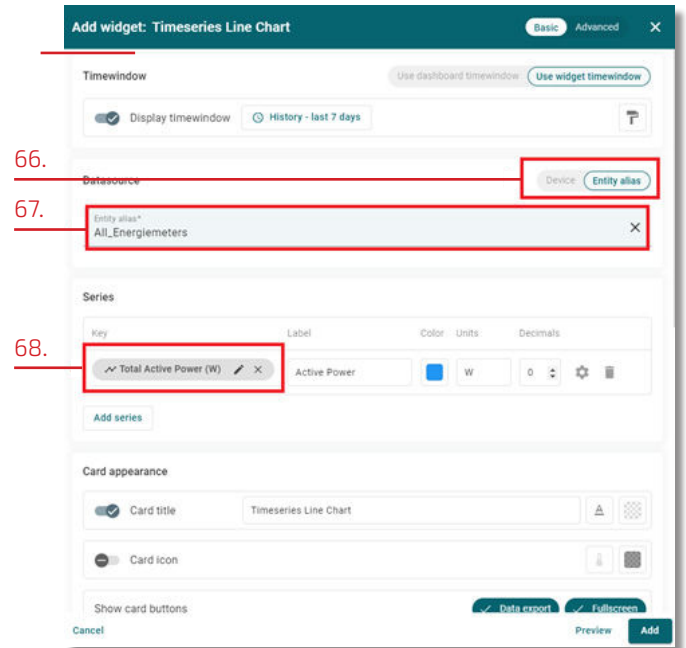 Add widget: Timeseries Line Chart Basic Advanced
Timewindow Use dashboard timewindow Use widget timewindow
Display timewindow History - last 7 days
66.
Datasource Device Entity alias
67.
Entity alias*
All_Energiemeters
Series
Key Label Color Units Decimals
68.
Total Active Power (W) Active Power W 0
Add series
Card appearance
Card title Timeseries Line Chart A
Card icon
Show card buttons Data export Fullscreen
Cancel Preview Add